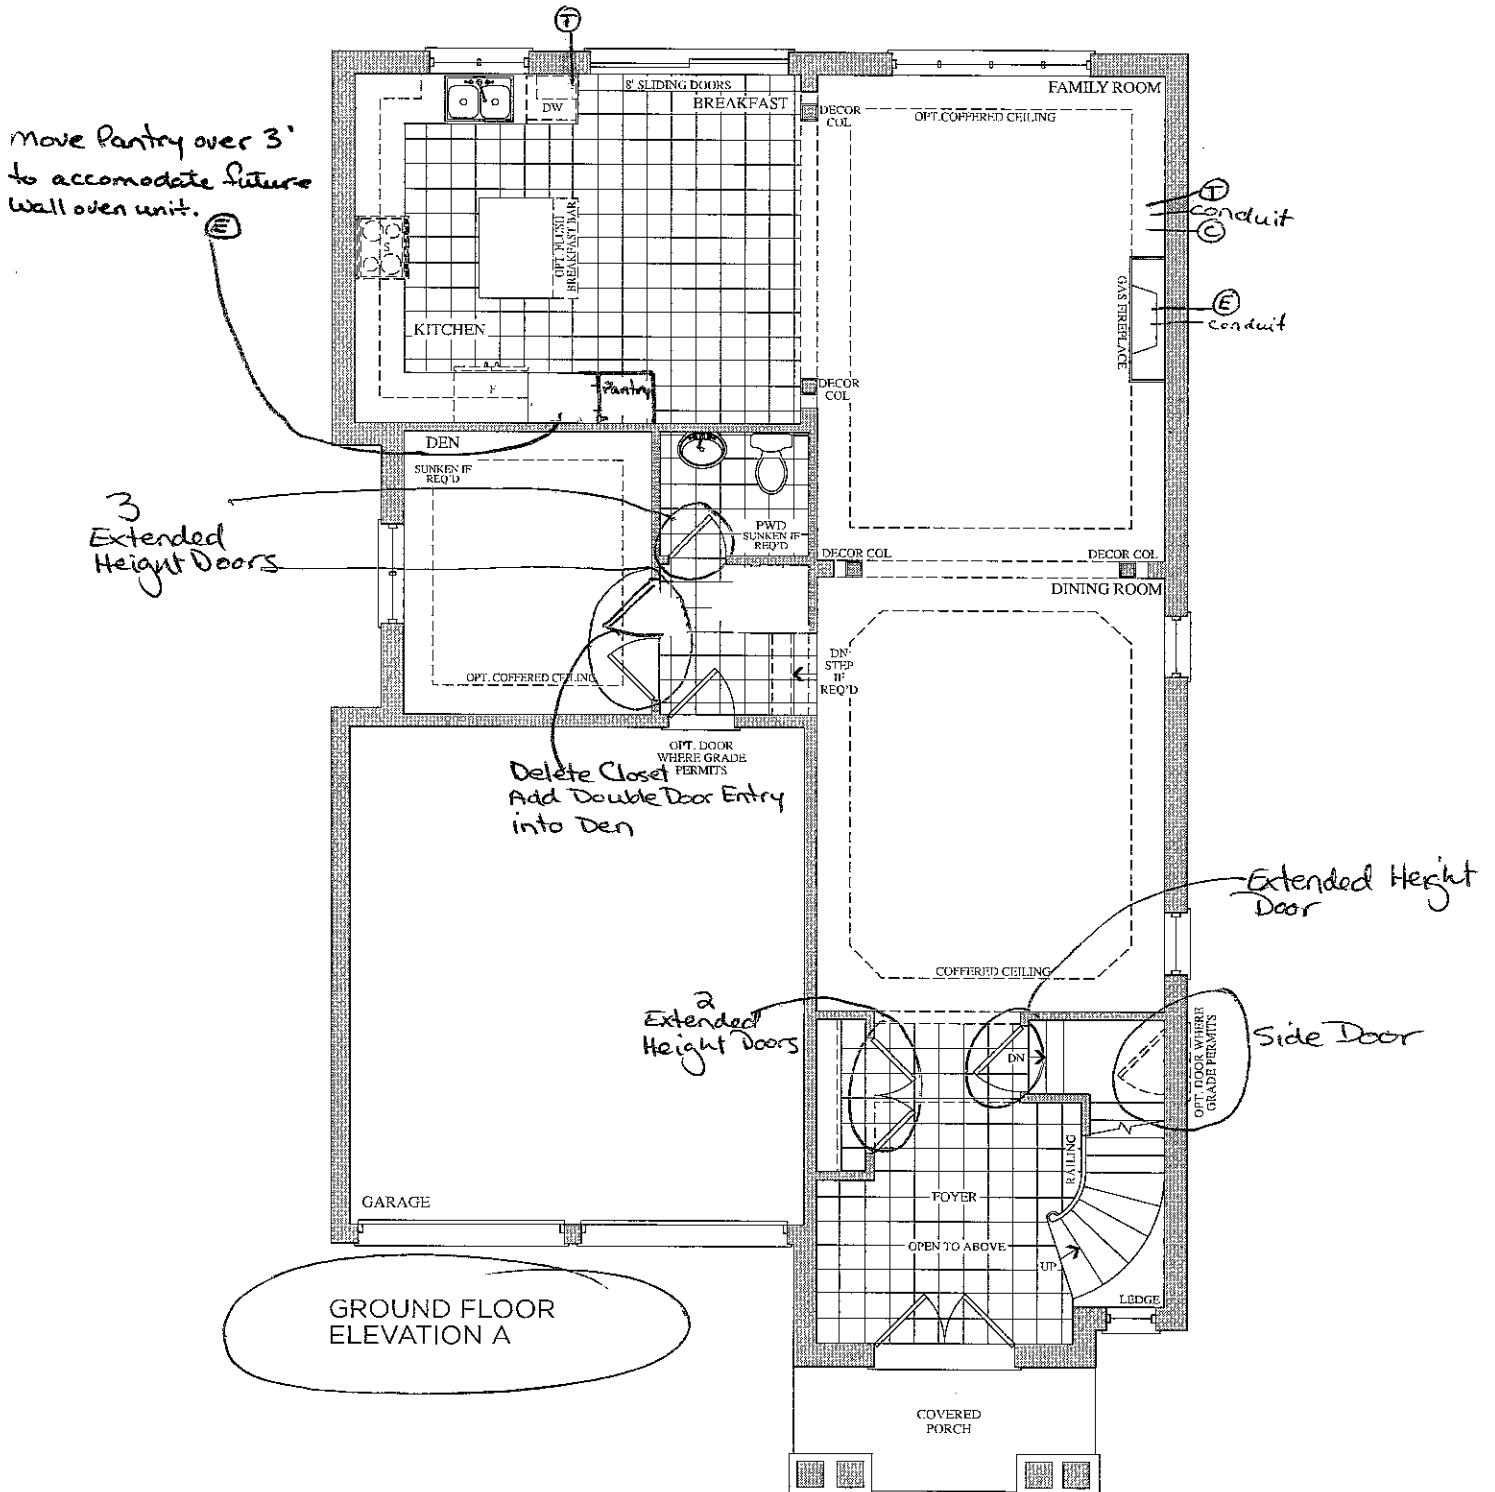 T
8' SLIDING DOORS
BREAKFAST
DW
FAMILY ROOM
DECOR
COL
OPT.COFFERED CEILING
Move Pantry over 3'
to accomodate future
wall oven unit.
E
S
OPT. FLUSH
BREAKFAST BAR
KITCHEN
T
conduit
C
GAS FIREPLACE
E
conduit
F
Pantry
DECOR
COL
DEN
SUNKEN IF
REQ'D
3
Extended
Height Doors
PWD
SUNKEN IF
REQ'D
DECOR COL
DECOR COL
DINING ROOM
OPT. COFFERED CEILING
DN
STEP
IF
REQ'D
OPT. DOOR
WHERE GRADE
PERMITS
Delete Closet
Add Double Door Entry
into Den
Extended Height
Door
COFFERED CEILING
2
Extended
Height Doors
DN
OPT. DOOR WHERE
GRADE PERMITS
Side Door
RAILING
GARAGE
FOYER
OPEN TO ABOVE
UP
LEDGE
GROUND FLOOR
ELEVATION A
COVERED
PORCH